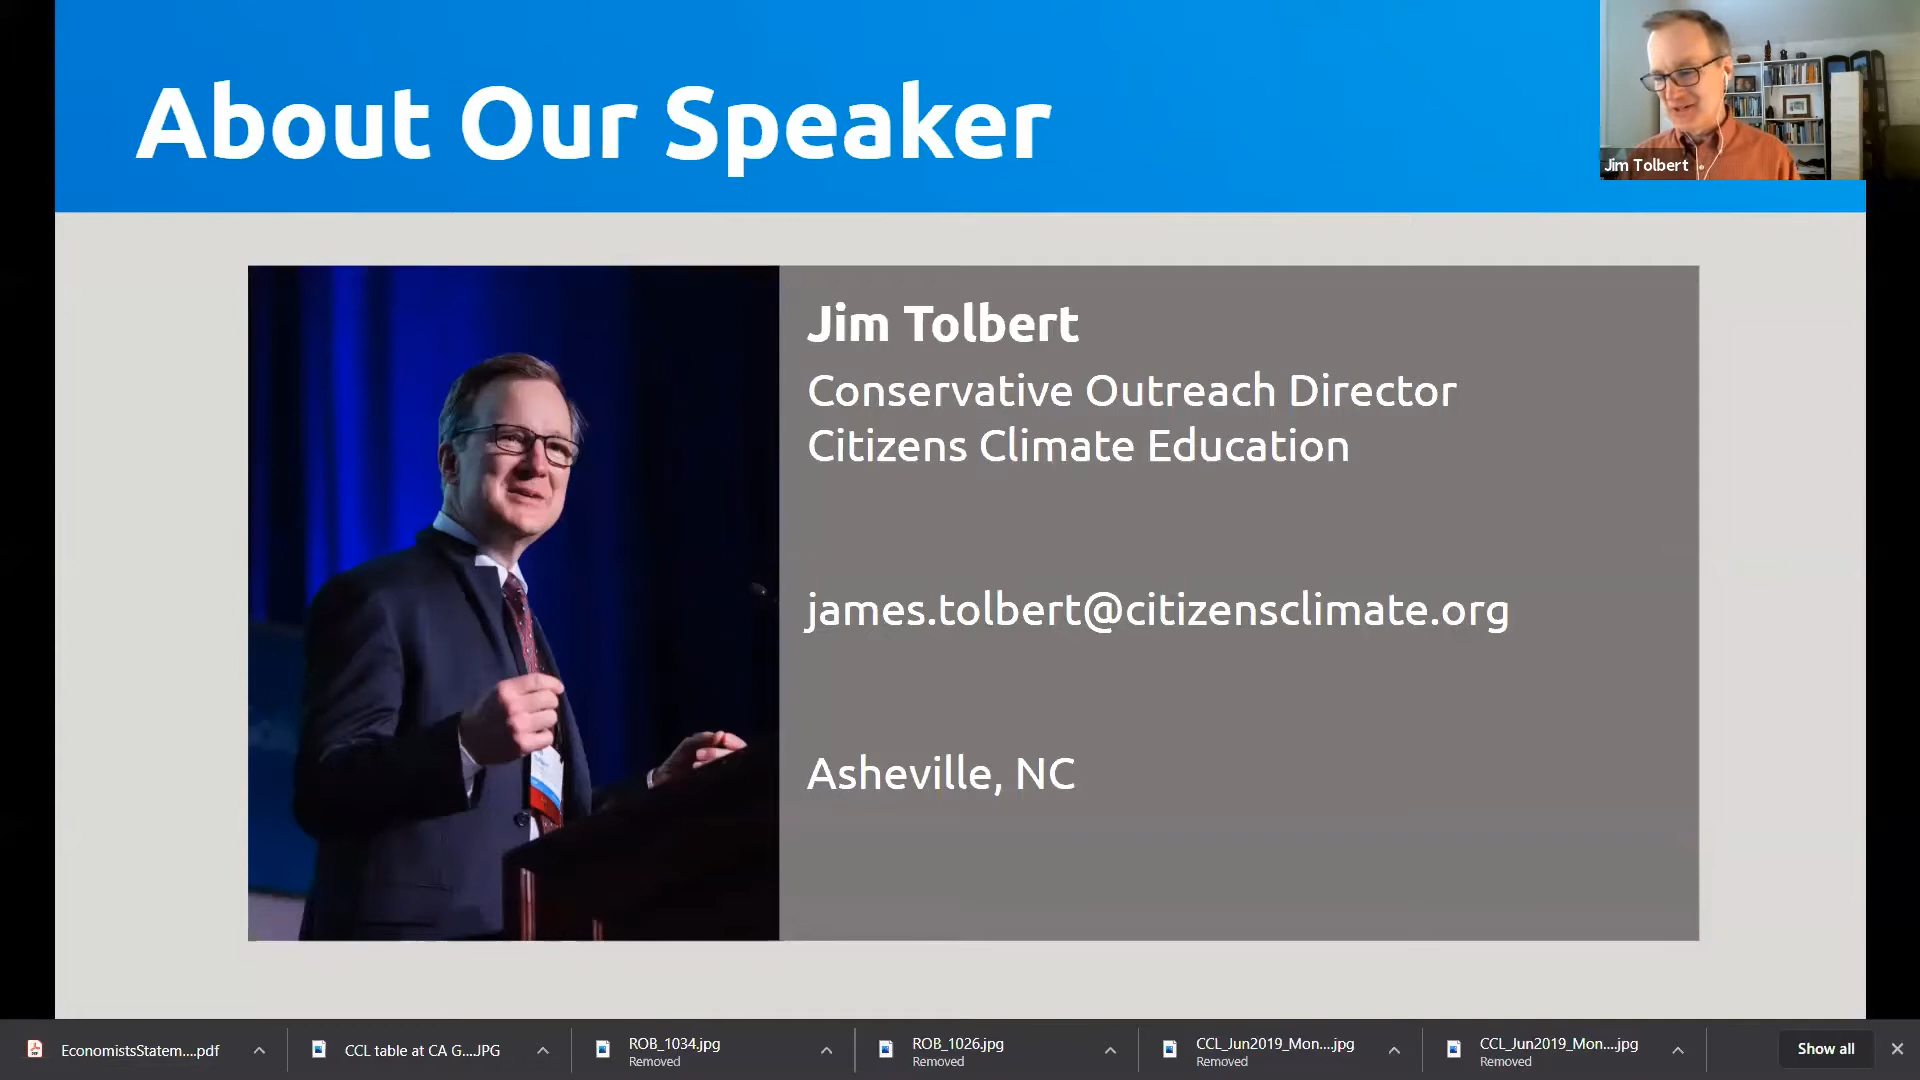 About Our Speaker
Jim Tolbert
Jim Tolbert
Conservative Outreach Director
Citizens Climate Education
james.tolbert@citizensclimate.org
Asheville, NC
EconomistsStatem....pdf
CCL table at CA G....JPG
ROB_1034.jpg
Removed
ROB_1026.jpg
Removed
CCL_Jun2019_Mon....jpg
Removed
CCL_Jun2019_Mon....jpg
Removed
Show all